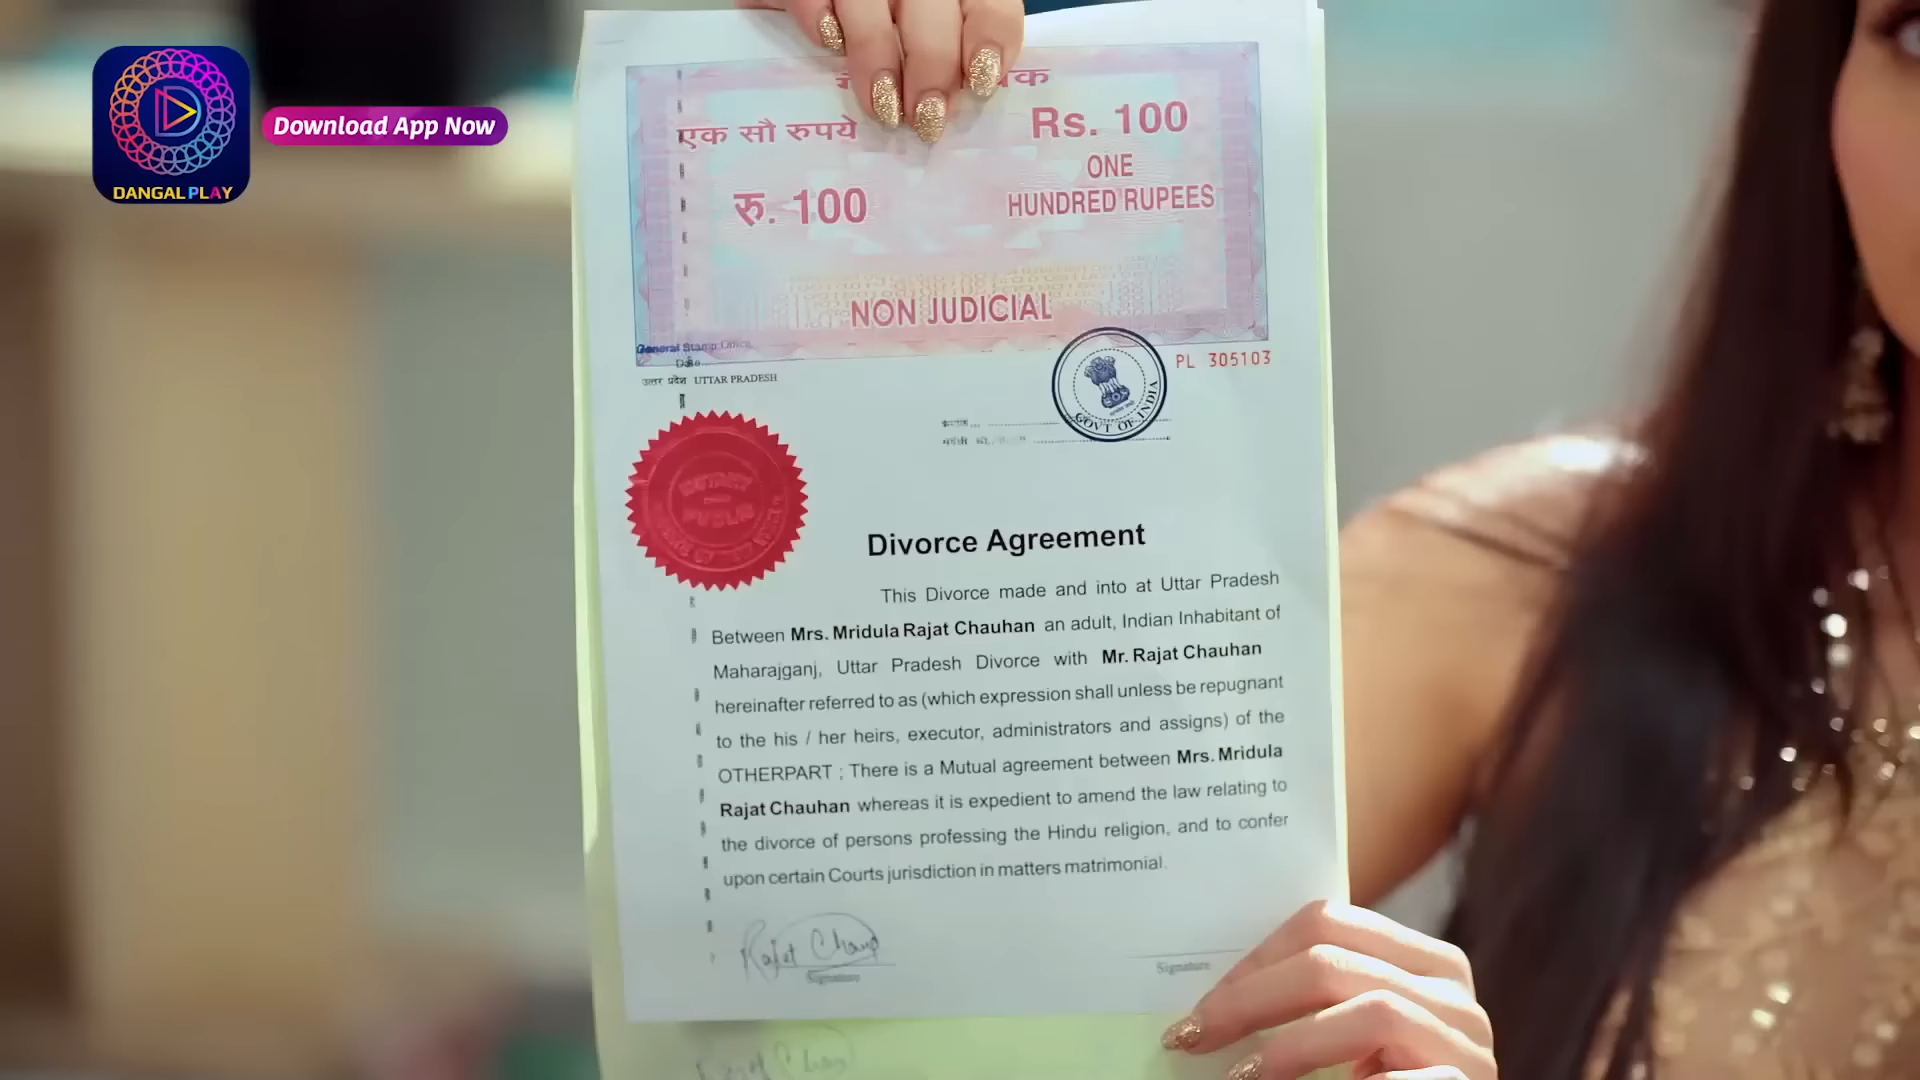 DANGAL PLAY
Download App Now
एक सौ रुपये
Rs. 100
रु. 100
ONE
HUNDRED RUPEES
NON JUDICIAL
General Stamp Office
Date
उत्तर प्रदेश UTTAR PRADESH
PL 305103
GOVT OF INDIA
Divorce Agreement
This Divorce made and into at Uttar Pradesh
Between Mrs. Mridula Rajat Chauhan an adult, Indian Inhabitant of
Maharajganj, Uttar Pradesh Divorce with Mr. Rajat Chauhan
hereinafter referred to as (which expression shall unless be repugnant
to the his / her heirs, executor, administrators and assigns) of the
OTHERPART ; There is a Mutual agreement between Mrs. Mridula
Rajat Chauhan whereas it is expedient to amend the law relating to
the divorce of persons professing the Hindu religion, and to confer
upon certain Courts jurisdiction in matters matrimonial.
Rajat
Signature
Signature